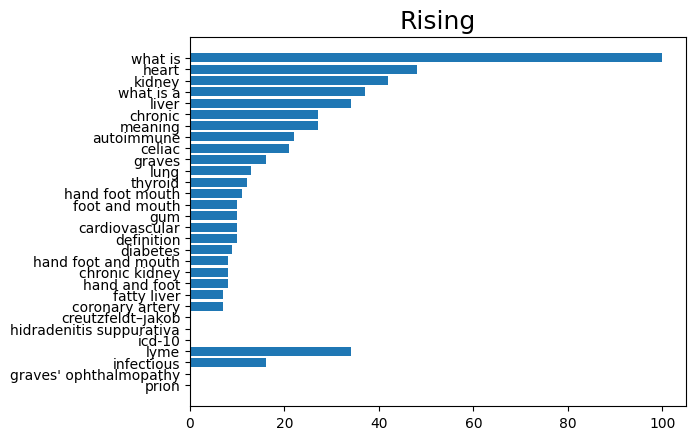 Rising
what is
heart
kidney
what is a
liver
chronic
meaning
autoimmune
celiac
graves
lung
thyroid
hand foot mouth
foot and mouth
gum
cardiovascular
definition
diabetes
hand foot and mouth
chronic kidney
hand and foot
fatty liver
coronary artery
creutzfeldt–jakob
hidradenitis suppurativa
icd-10
lyme
infectious
graves' ophthalmopathy
prion
0 20 40 60 80 100